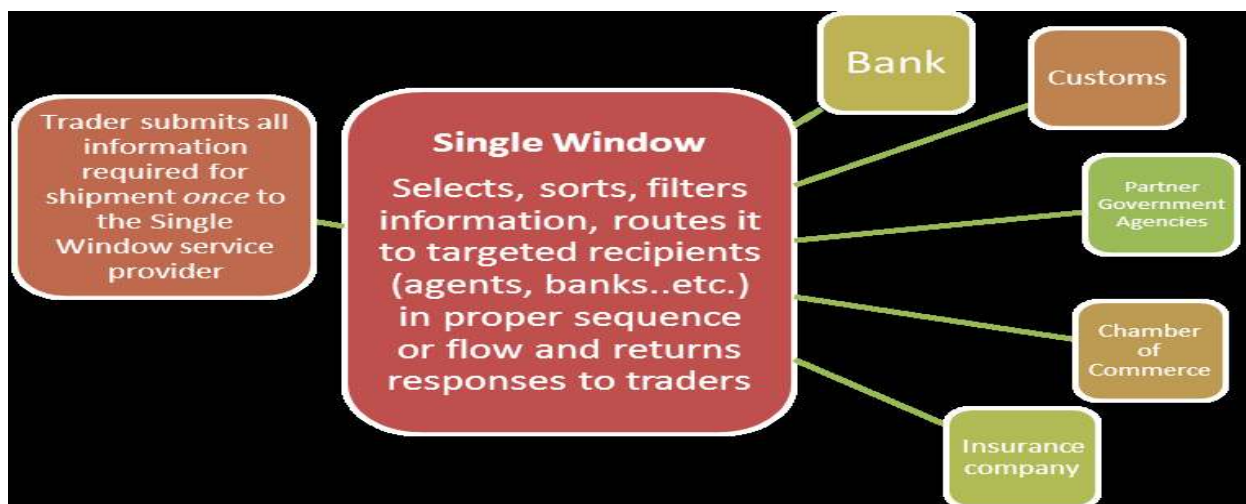 Trader submits all
information
required for
shipment once to
the Single
Window service
provider
Single Window
Selects, sorts, filters
information, routes it
to targeted recipients
(agents, banks..etc.)
in proper sequence
or flow and returns
responses to traders
Bank
Customs
Partner
Government
Agencies
Chamber
of
Commerce
Insurance
company